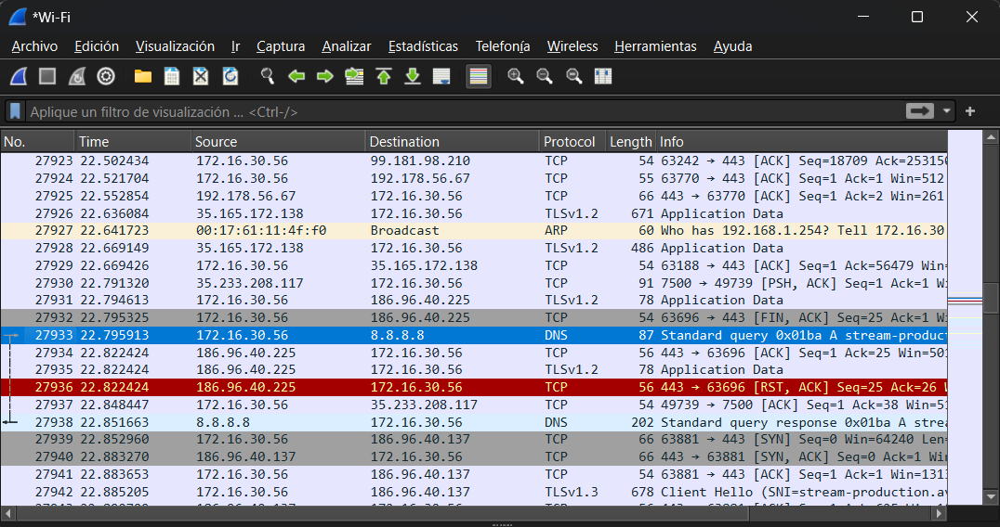 *Wi-Fi
Archivo Edición Visualización Ir Captura Analizar Estadísticas Telefonía Wireless Herramientas Ayuda
Aplique un filtro de visualización ... <Ctrl-/>
No. Time Source Destination Protocol Length Info
27923 22.502434 172.16.30.56 99.181.98.210 TCP 54 63242 → 443 [ACK] Seq=18709 Ack=253150
27924 22.521704 172.16.30.56 192.178.56.67 TCP 55 63770 → 443 [ACK] Seq=1 Ack=1 Win=512
27925 22.552854 192.178.56.67 172.16.30.56 TCP 66 443 → 63770 [ACK] Seq=1 Ack=2 Win=261
27926 22.636084 35.165.172.138 172.16.30.56 TLSv1.2 671 Application Data
27927 22.641723 00:17:61:11:4f:f0 Broadcast ARP 60 Who has 192.168.1.254? Tell 172.16.30
27928 22.669149 35.165.172.138 172.16.30.56 TLSv1.2 486 Application Data
27929 22.669426 172.16.30.56 35.165.172.138 TCP 54 63188 → 443 [ACK] Seq=1 Ack=56479 Win=
27930 22.791320 35.233.208.117 172.16.30.56 TCP 91 7500 → 49739 [PSH, ACK] Seq=1 Ack=1 W
27931 22.794613 172.16.30.56 186.96.40.225 TLSv1.2 78 Application Data
27932 22.795325 172.16.30.56 186.96.40.225 TCP 54 63696 → 443 [FIN, ACK] Seq=25 Ack=1 W
27933 22.795913 172.16.30.56 8.8.8.8 DNS 87 Standard query 0x01ba A stream-produc
27934 22.822424 186.96.40.225 172.16.30.56 TCP 56 443 → 63696 [ACK] Seq=1 Ack=25 Win=501
27935 22.822424 186.96.40.225 172.16.30.56 TLSv1.2 78 Application Data
27936 22.822424 186.96.40.225 172.16.30.56 TCP 56 443 → 63696 [RST, ACK] Seq=25 Ack=26 W
27937 22.848447 172.16.30.56 35.233.208.117 TCP 54 49739 → 7500 [ACK] Seq=1 Ack=38 Win=51
27938 22.851663 8.8.8.8 172.16.30.56 DNS 202 Standard query response 0x01ba A strea
27939 22.852960 172.16.30.56 186.96.40.137 TCP 66 63881 → 443 [SYN] Seq=0 Win=64240 Len=
27940 22.883270 186.96.40.137 172.16.30.56 TCP 66 443 → 63881 [SYN, ACK] Seq=0 Ack=1 Wi
27941 22.883653 172.16.30.56 186.96.40.137 TCP 54 63881 → 443 [ACK] Seq=1 Ack=1 Win=1313
27942 22.885205 172.16.30.56 186.96.40.137 TLSv1.3 678 Client Hello (SNI=stream-production.av